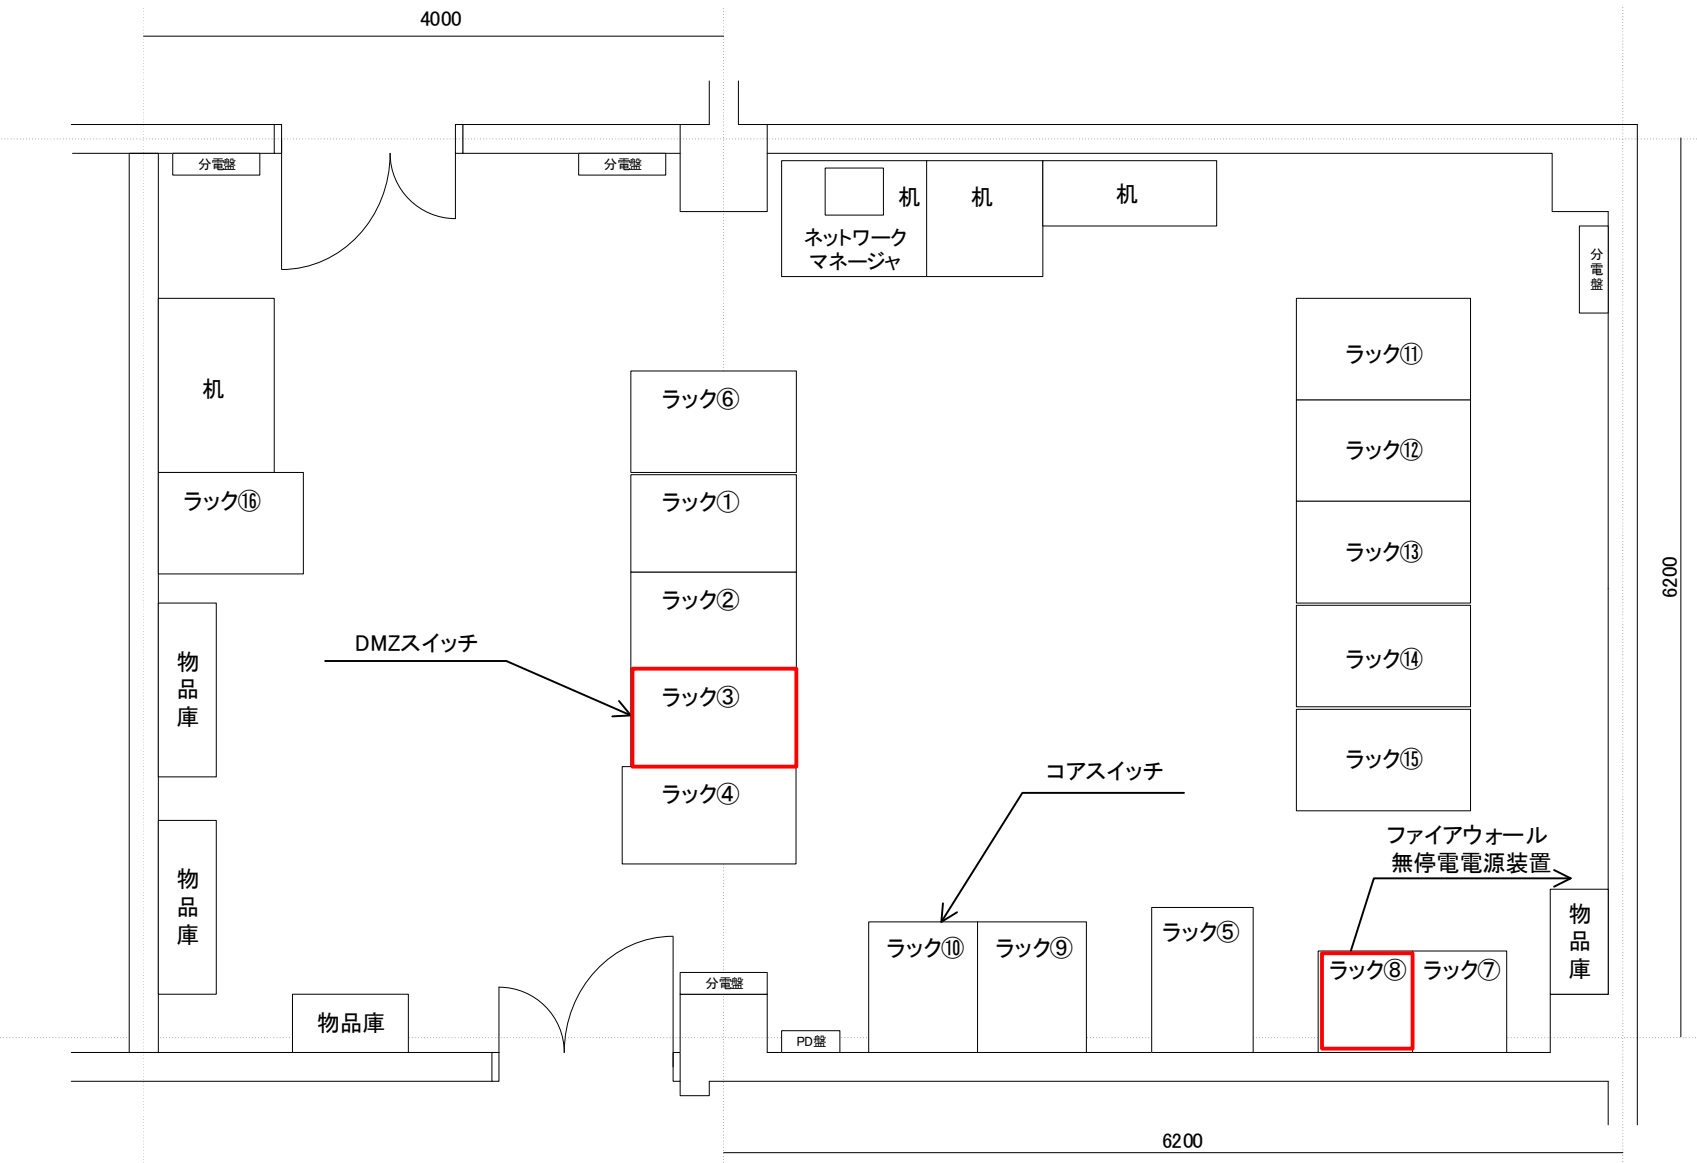 4000
分電盤
分電盤
机
机
机
ネットワーク
マネージャ
分電盤
ラック⑪
机
ラック⑥
ラック⑫
ラック⑯
ラック①
ラック⑬
ラック②
6200
物品庫
DMZスイッチ
ラック③
ラック⑭
ラック⑮
コアスイッチ
ラック④
ファイアウォール
無停電電源装置
物品庫
物品庫
ラック⑩
ラック⑨
ラック⑤
ラック⑧
ラック⑦
分電盤
物品庫
PD盤
6200